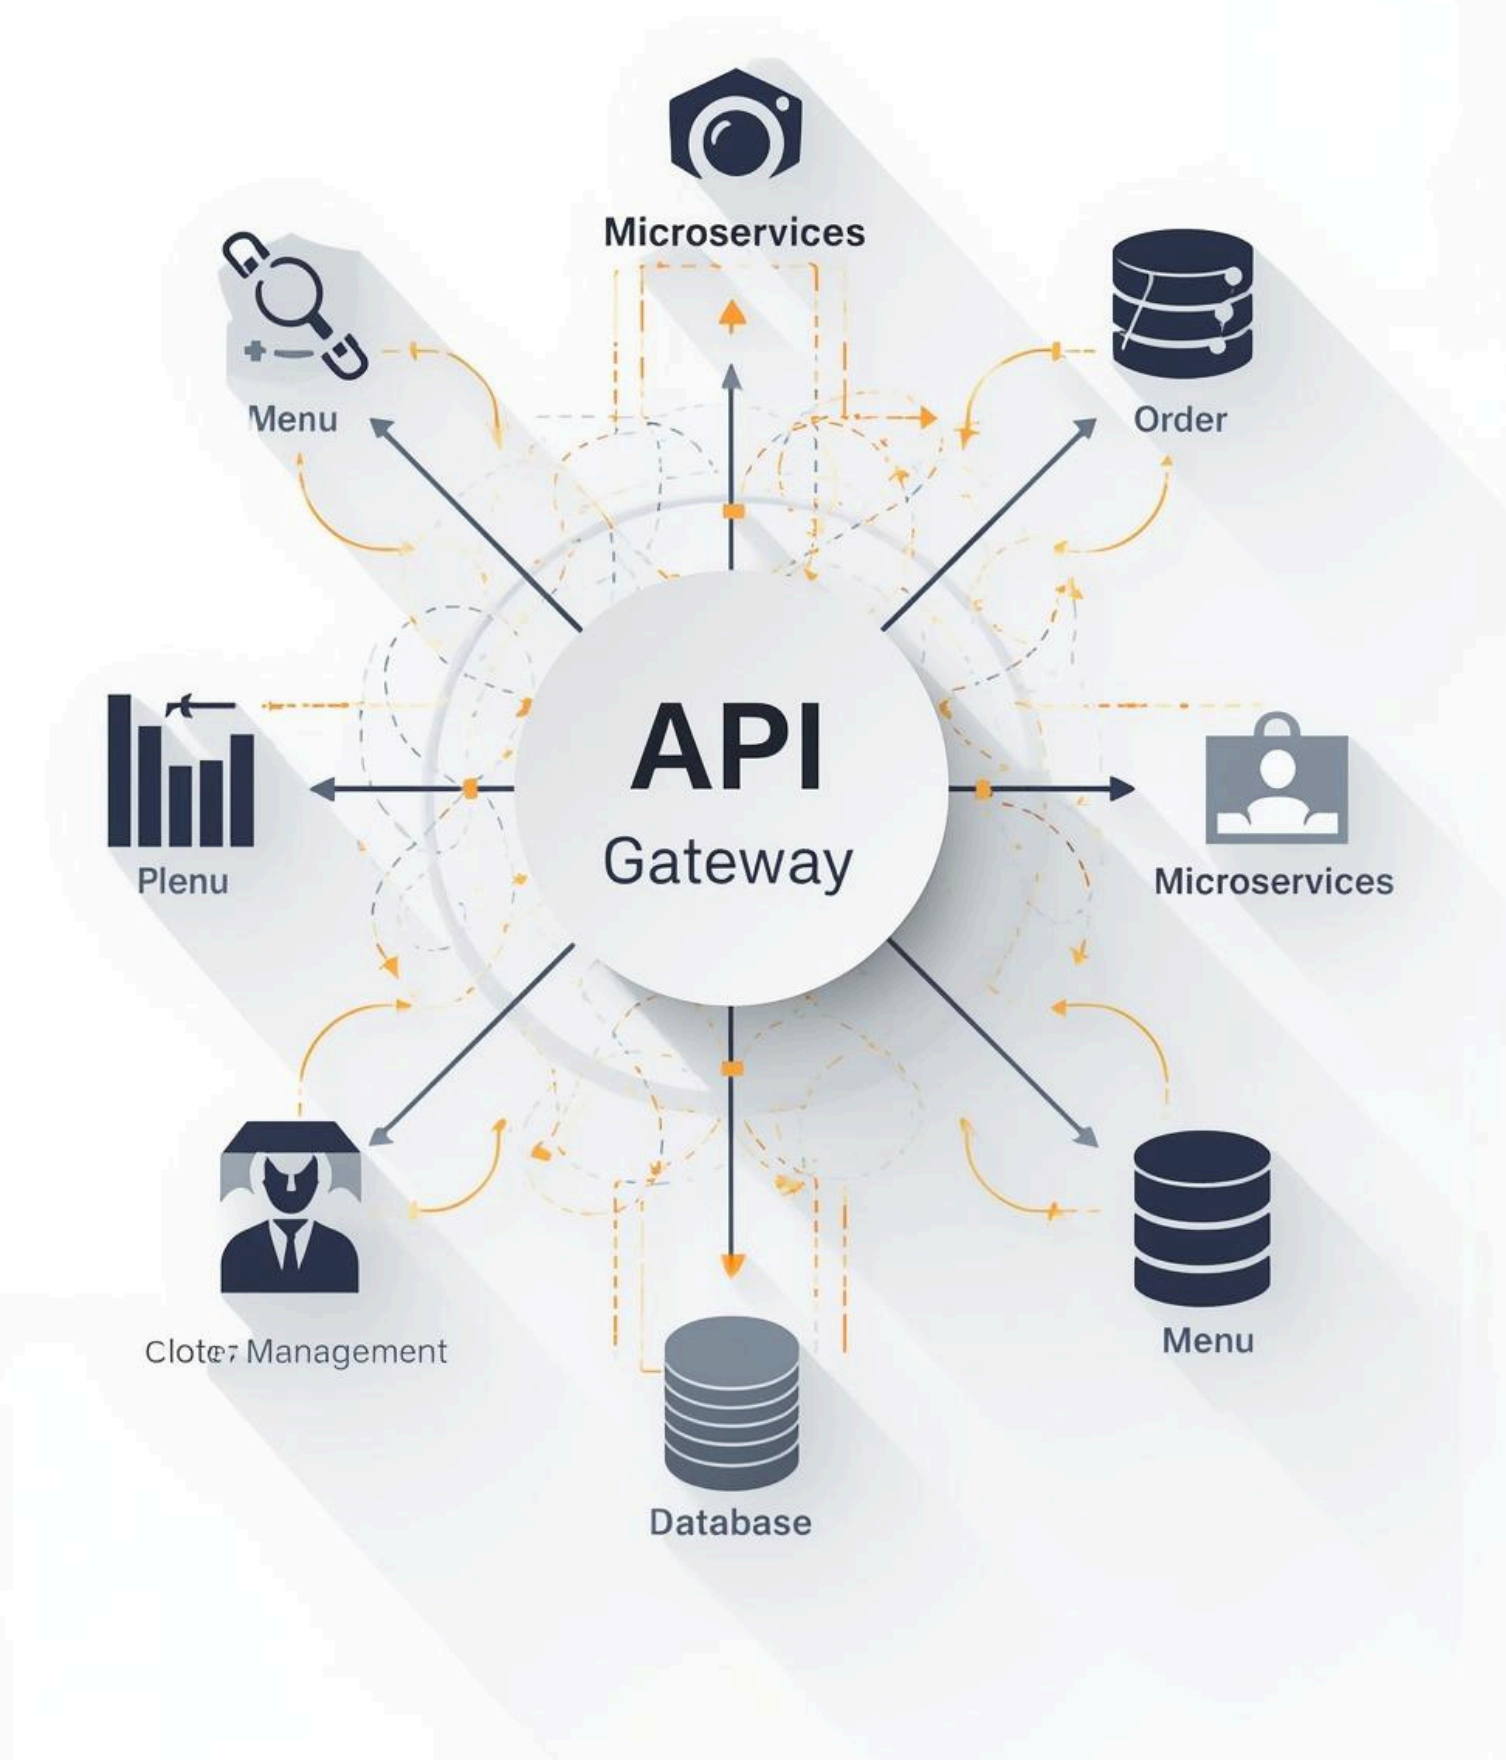 Microservices
Menu
Order
API
Gateway
Plenu
Microservices
Management
Menu
Database